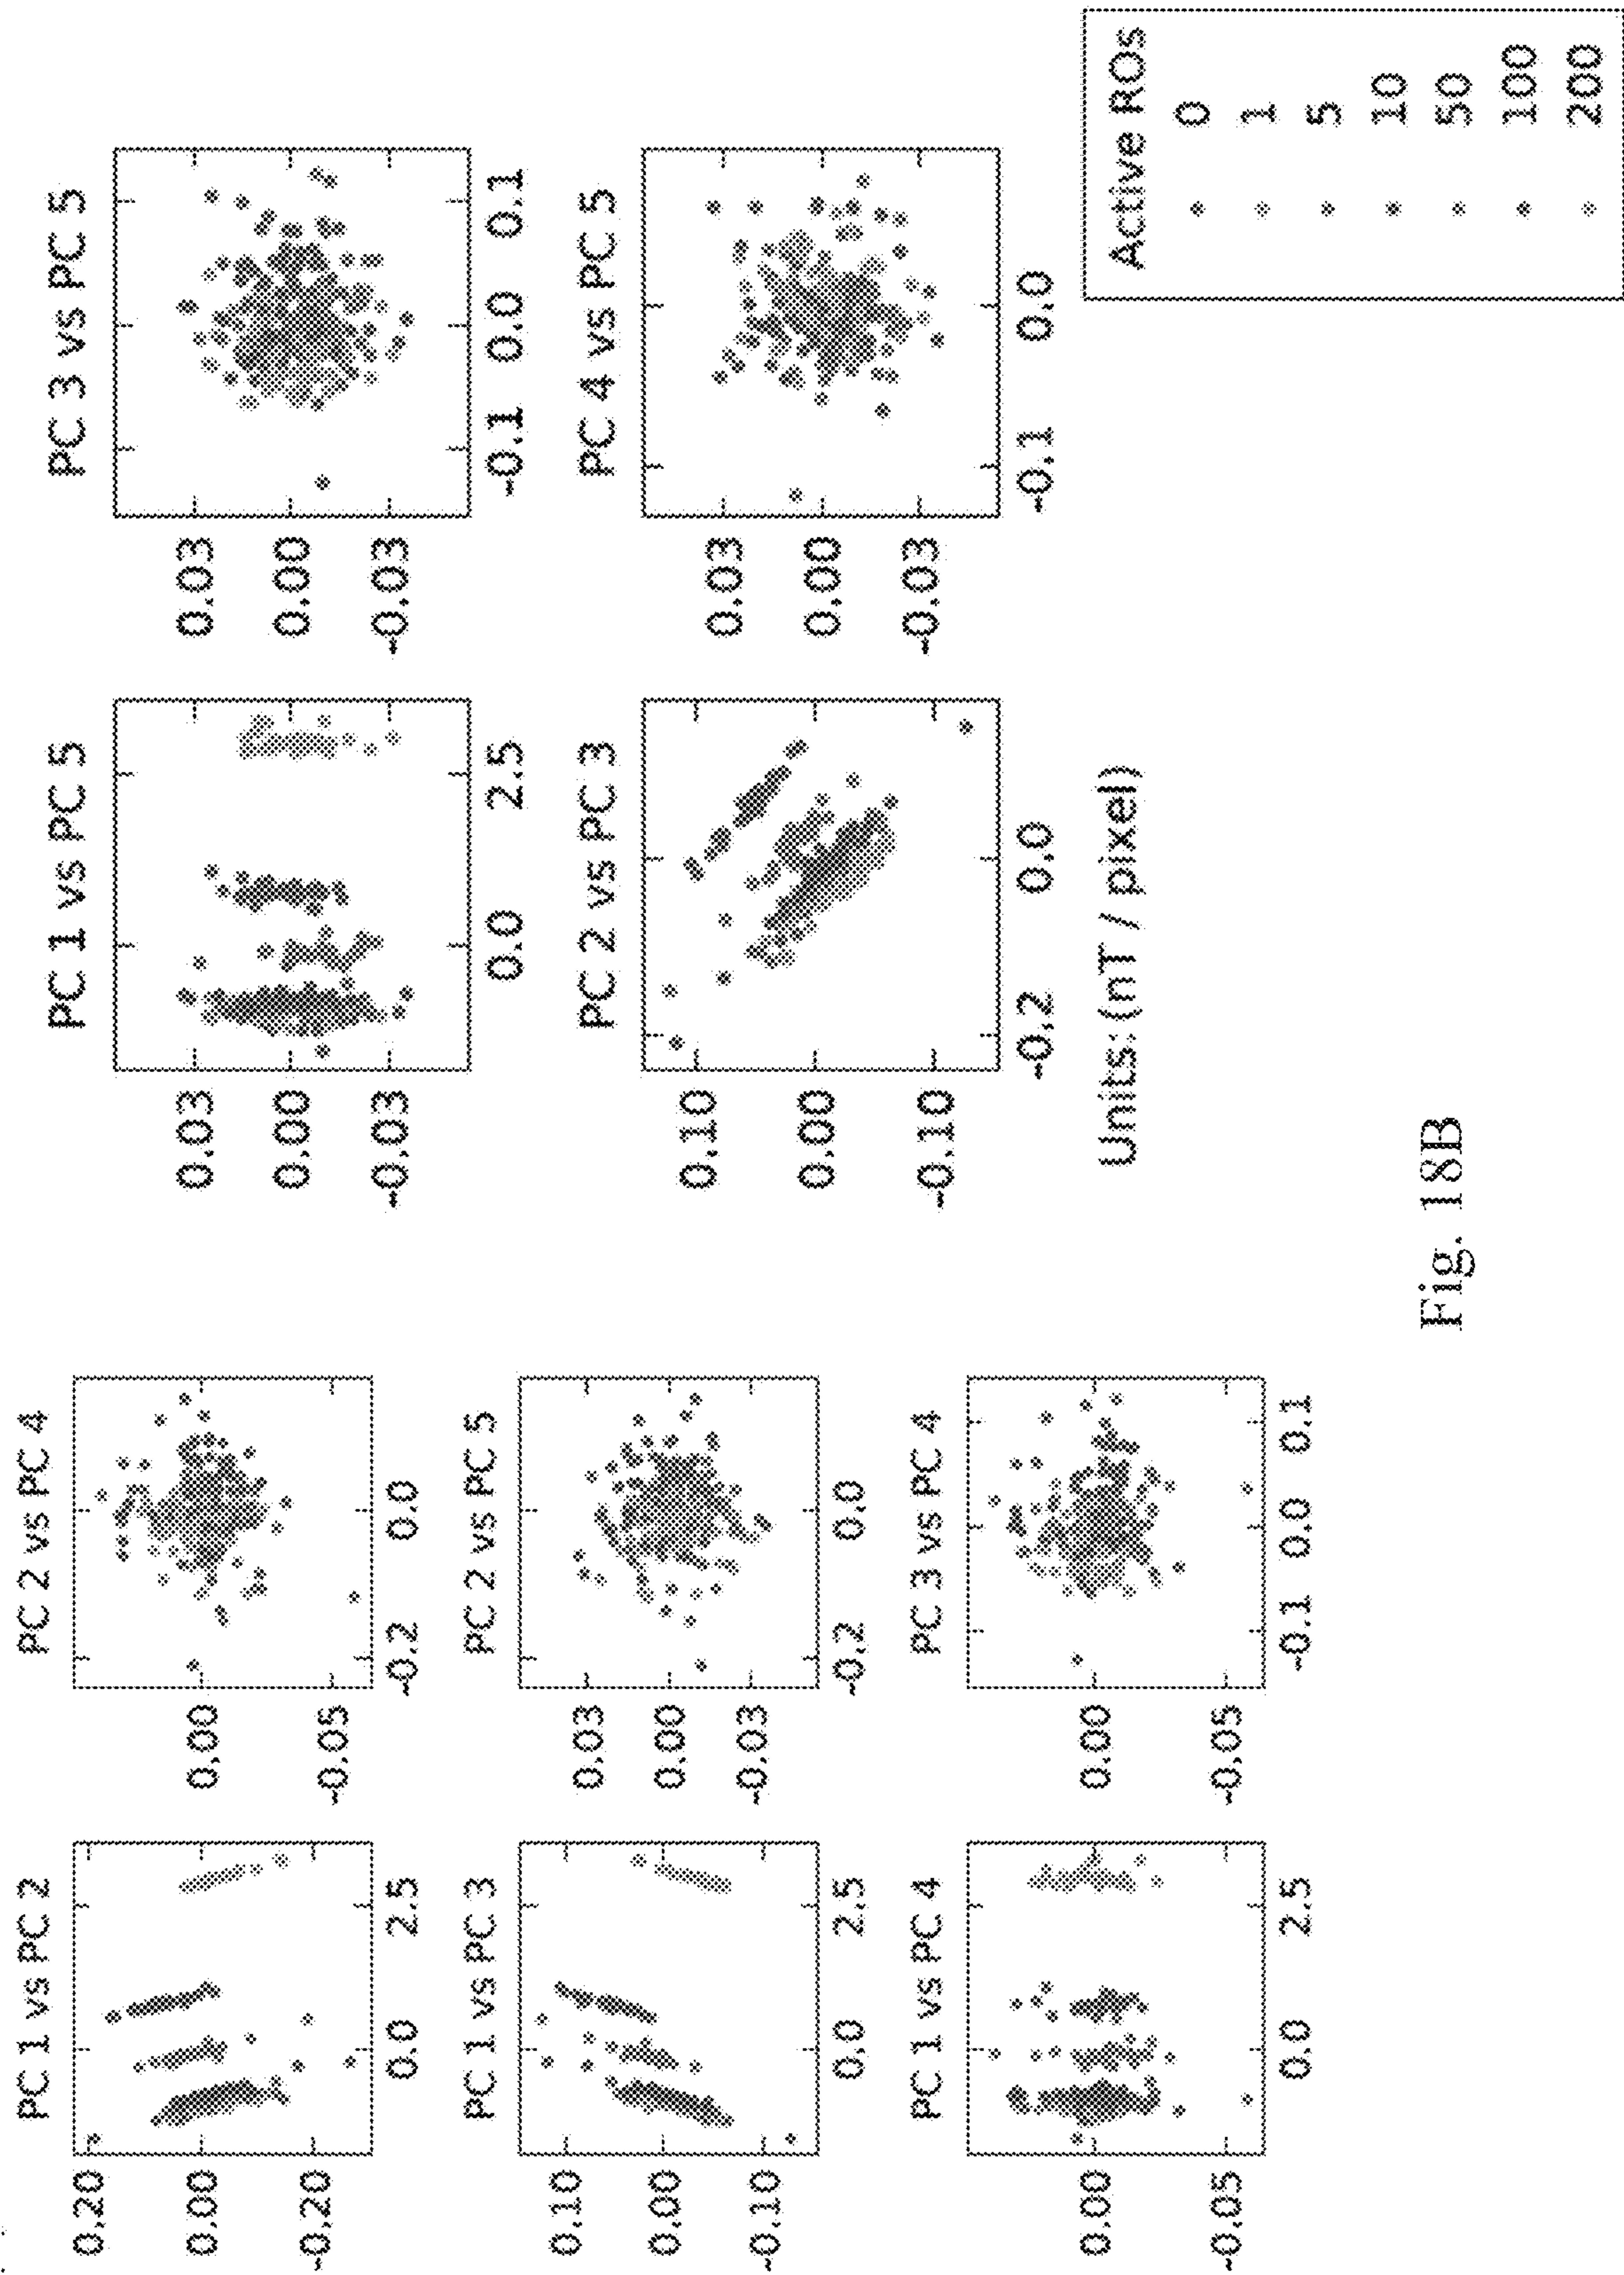 PC 1 vs PC 2
0.20
0.00
-0.20
0.0 2.5
PC 2 vs PC 4
0.00
-0.05
-0.2 0.0
PC 1 vs PC 3
0.10
0.00
-0.10
0.0 2.5
PC 2 vs PC 5
0.03
0.00
-0.03
-0.2 0.0
PC 1 vs PC 4
0.00
-0.05
0.0 2.5
PC 3 vs PC 4
0.00
-0.05
-0.1 0.0 0.1
PC 1 vs PC 5
0.03
0.00
-0.03
0.0 2.5
PC 3 vs PC 5
0.03
0.00
-0.03
-0.1 0.0 0.1
PC 2 vs PC 3
0.10
0.00
-0.10
-0.2 0.0
PC 4 vs PC 5
0.03
0.00
-0.03
-0.1 0.0
Units: (nT / pixel)
Active ROs
0
1
5
10
50
100
200
Fig. 18B